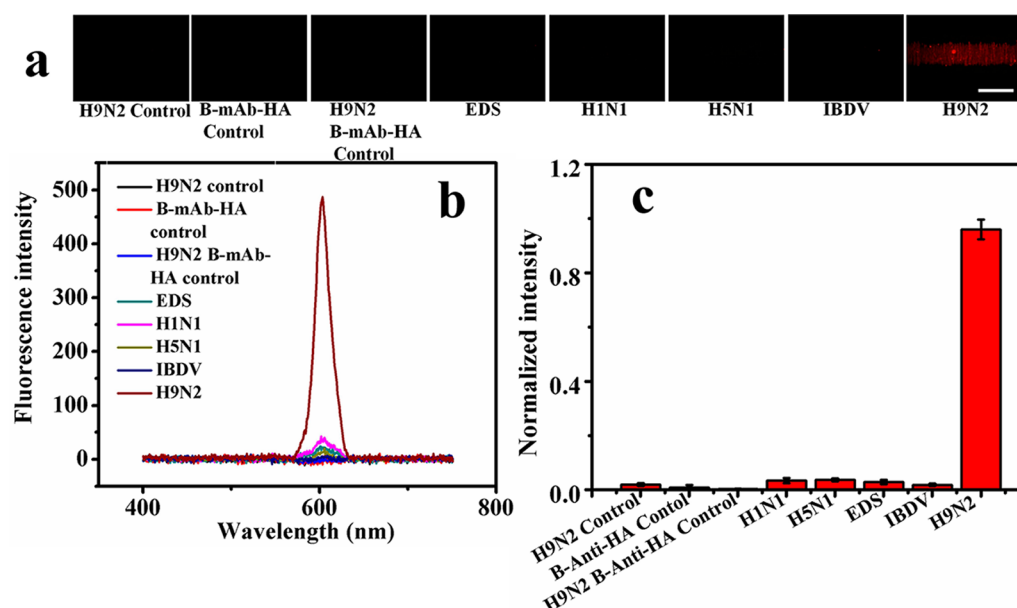 a
H9N2 Control
B-mAb-HA
Control
H9N2
B-mAb-HA
Control
EDS
H1N1
H5N1
IBDV
H9N2
b
Fluorescence intensity
500
400
300
200
100
0
H9N2 control
B-mAb-HA
control
H9N2 B-mAb-
HA control
EDS
H1N1
H5N1
IBDV
H9N2
400
600
800
Wavelength (nm)
c
Normalized intensity
1.2
0.8
0.4
0.0
H9N2 Control
B-Anti-HA Contol
H9N2 B-Anti-HA Control
H1N1
H5N1
EDS
IBDV
H9N2